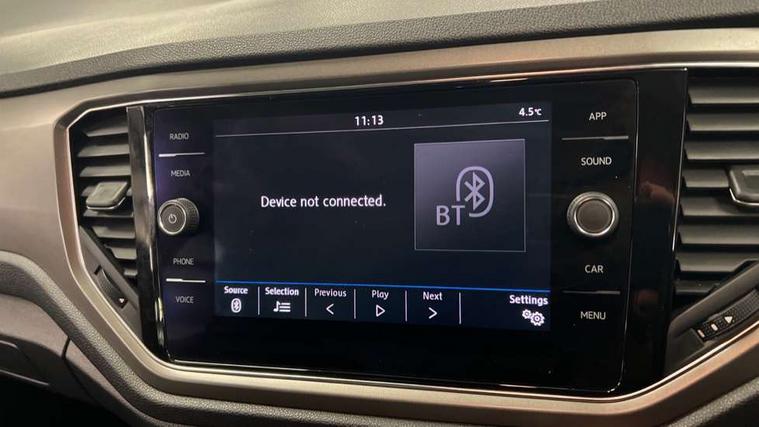 11:13
4.5°C
RADIO
MEDIA
PHONE
VOICE
Device not connected.
BT
APP
SOUND
CAR
MENU
Source
Selection
Previous
Play
Next
Settings